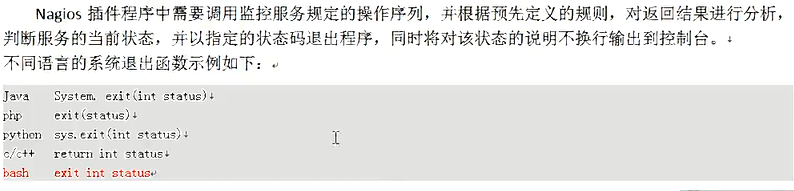 Nagios 插件程序中需要调用监控服务规定的操作序列，并根据预先定义的规则，对返回结果进行分析，
判断服务的当前状态，并以指定的状态码退出程序，同时将对该状态的说明不换行输出到控制台。
不同语言的系统退出函数示例如下：
Java System. exit(int status)
php exit(status)
python sys.exit(int status)
c/c++ return int status
bash exit int status